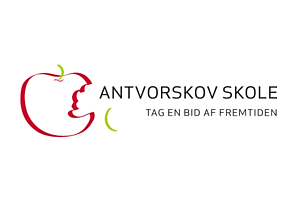 ANTVORSKOV SKOLE
TAG EN BID AF FREMTIDEN